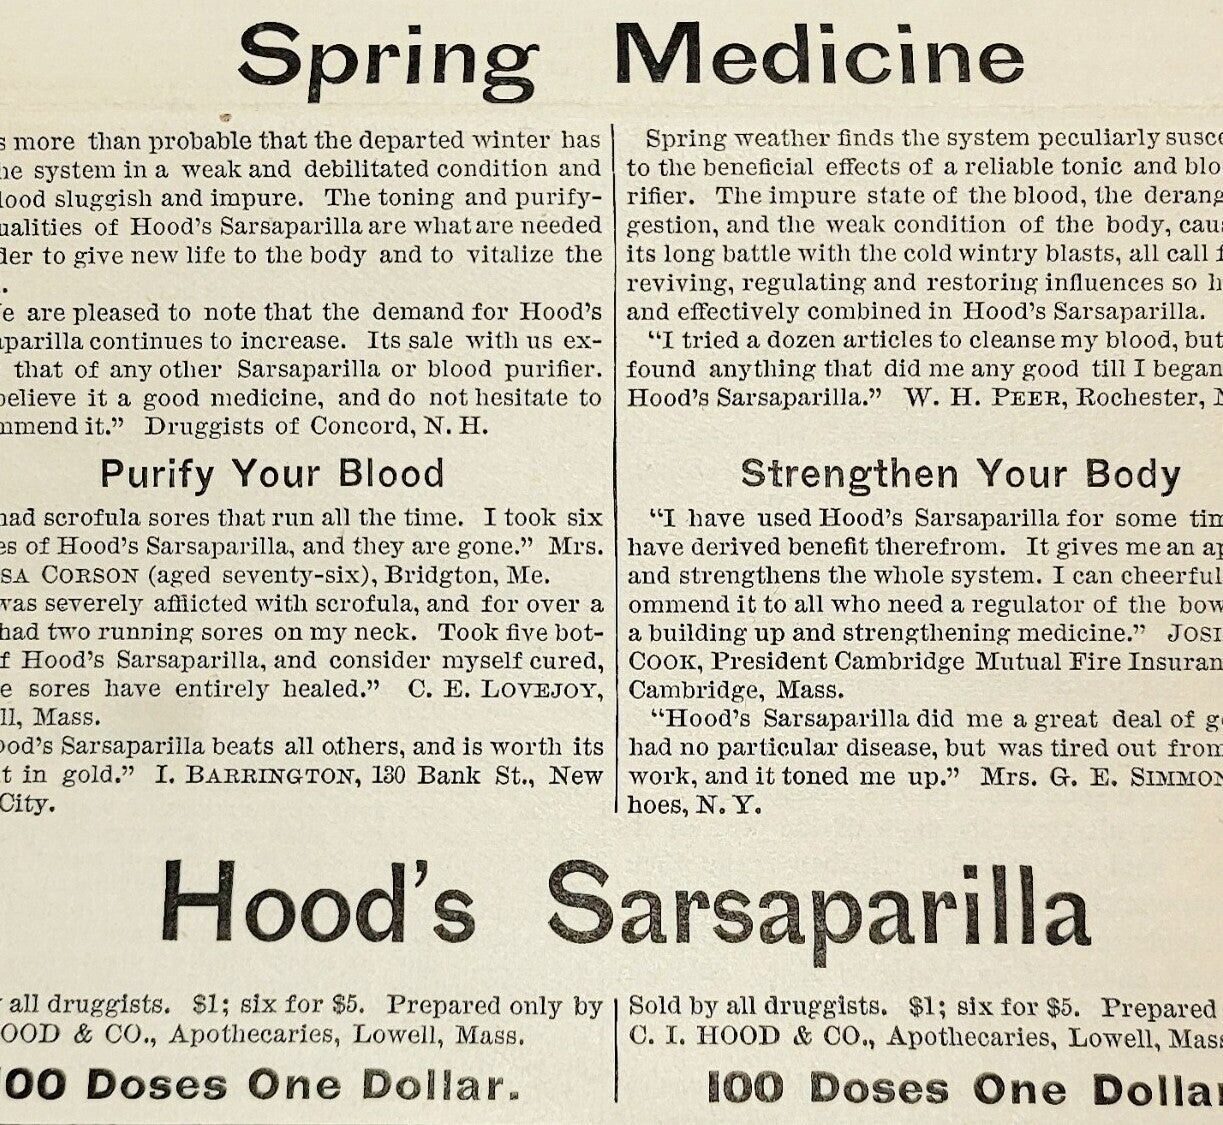 Spring Medicine
s more than probable that the departed winter has
he system in a weak and debilitated condition and
lood sluggish and impure. The toning and purify-
ualities of Hood's Sarsaparilla are what are needed
der to give new life to the body and to vitalize the
.
e are pleased to note that the demand for Hood's
aparilla continues to increase. Its sale with us ex-
that of any other Sarsaparilla or blood purifier.
believe it a good medicine, and do not hesitate to
mmend it." Druggists of Concord, N. H.
Purify Your Blood
had scrofula sores that run all the time. I took six
es of Hood's Sarsaparilla, and they are gone." Mrs.
SA CORSON (aged seventy-six), Bridgton, Me.
was severely afflicted with scrofula, and for over a
had two running sores on my neck. Took five bot-
f Hood's Sarsaparilla, and consider myself cured,
e sores have entirely healed." C. E. LOVEJOY,
ll, Mass.
ood's Sarsaparilla beats all others, and is worth its
t in gold." I. BARRINGTON, 130 Bank St., New
City.
Spring weather finds the system peculiarly susce
to the beneficial effects of a reliable tonic and blo
rifier. The impure state of the blood, the derang
gestion, and the weak condition of the body, cau
its long battle with the cold wintry blasts, all call f
reviving, regulating and restoring influences so h
and effectively combined in Hood's Sarsaparilla.
"I tried a dozen articles to cleanse my blood, but
found anything that did me any good till I began
Hood's Sarsaparilla." W. H. PEER, Rochester, N
Strengthen Your Body
"I have used Hood's Sarsaparilla for some tim
have derived benefit therefrom. It gives me an ap
and strengthens the whole system. I can cheerful
ommend it to all who need a regulator of the bow
a building up and strengthening medicine." JOSI
COOK, President Cambridge Mutual Fire Insuran
Cambridge, Mass.
"Hood's Sarsaparilla did me a great deal of g
had no particular disease, but was tired out from
work, and it toned me up." Mrs. G. E. SIMMON
hoes, N. Y.
Hood's Sarsaparilla
all druggists. $1; six for $5. Prepared only by
OOD & CO., Apothecaries, Lowell, Mass.
100 Doses One Dollar.
Sold by all druggists. $1; six for $5. Prepared
C. I. HOOD & CO., Apothecaries, Lowell, Mass
100 Doses One Dollar